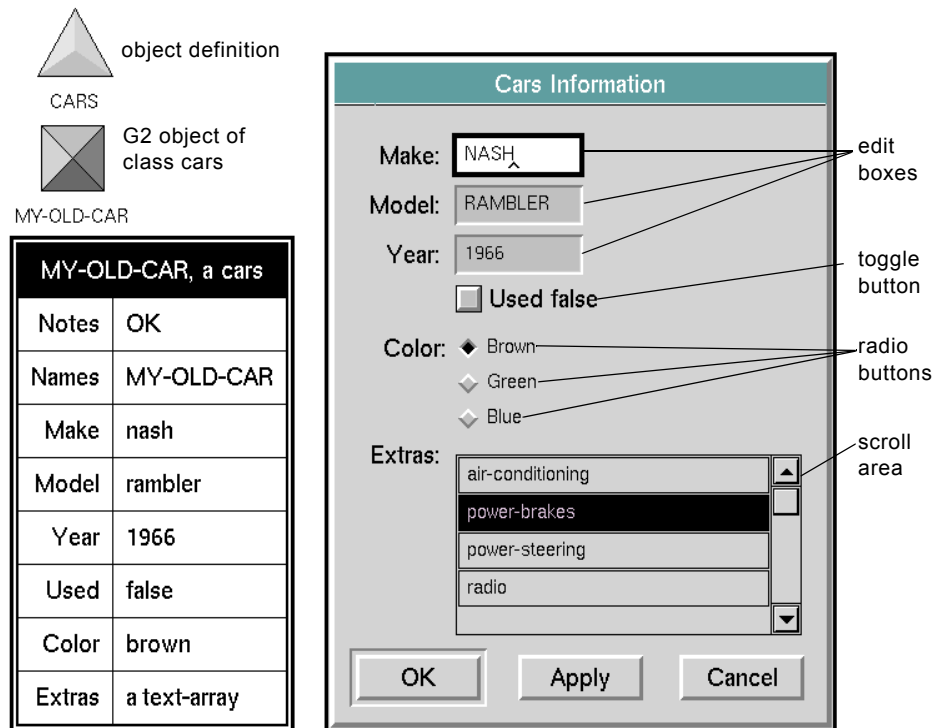 object definition
CARS
G2 object of
class cars
MY-OLD-CAR
MY-OLD-CAR, a cars
Notes OK
Names MY-OLD-CAR
Make nash
Model rambler
Year 1966
Used false
Color brown
Extras a text-array
Cars Information
Make: NASH
Model: RAMBLER
Year: 1966
Used false
Color: Brown
Green
Blue
Extras:
air-conditioning
power-brakes
power-steering
radio
OK Apply Cancel
edit
boxes
toggle
button
radio
buttons
scroll
area